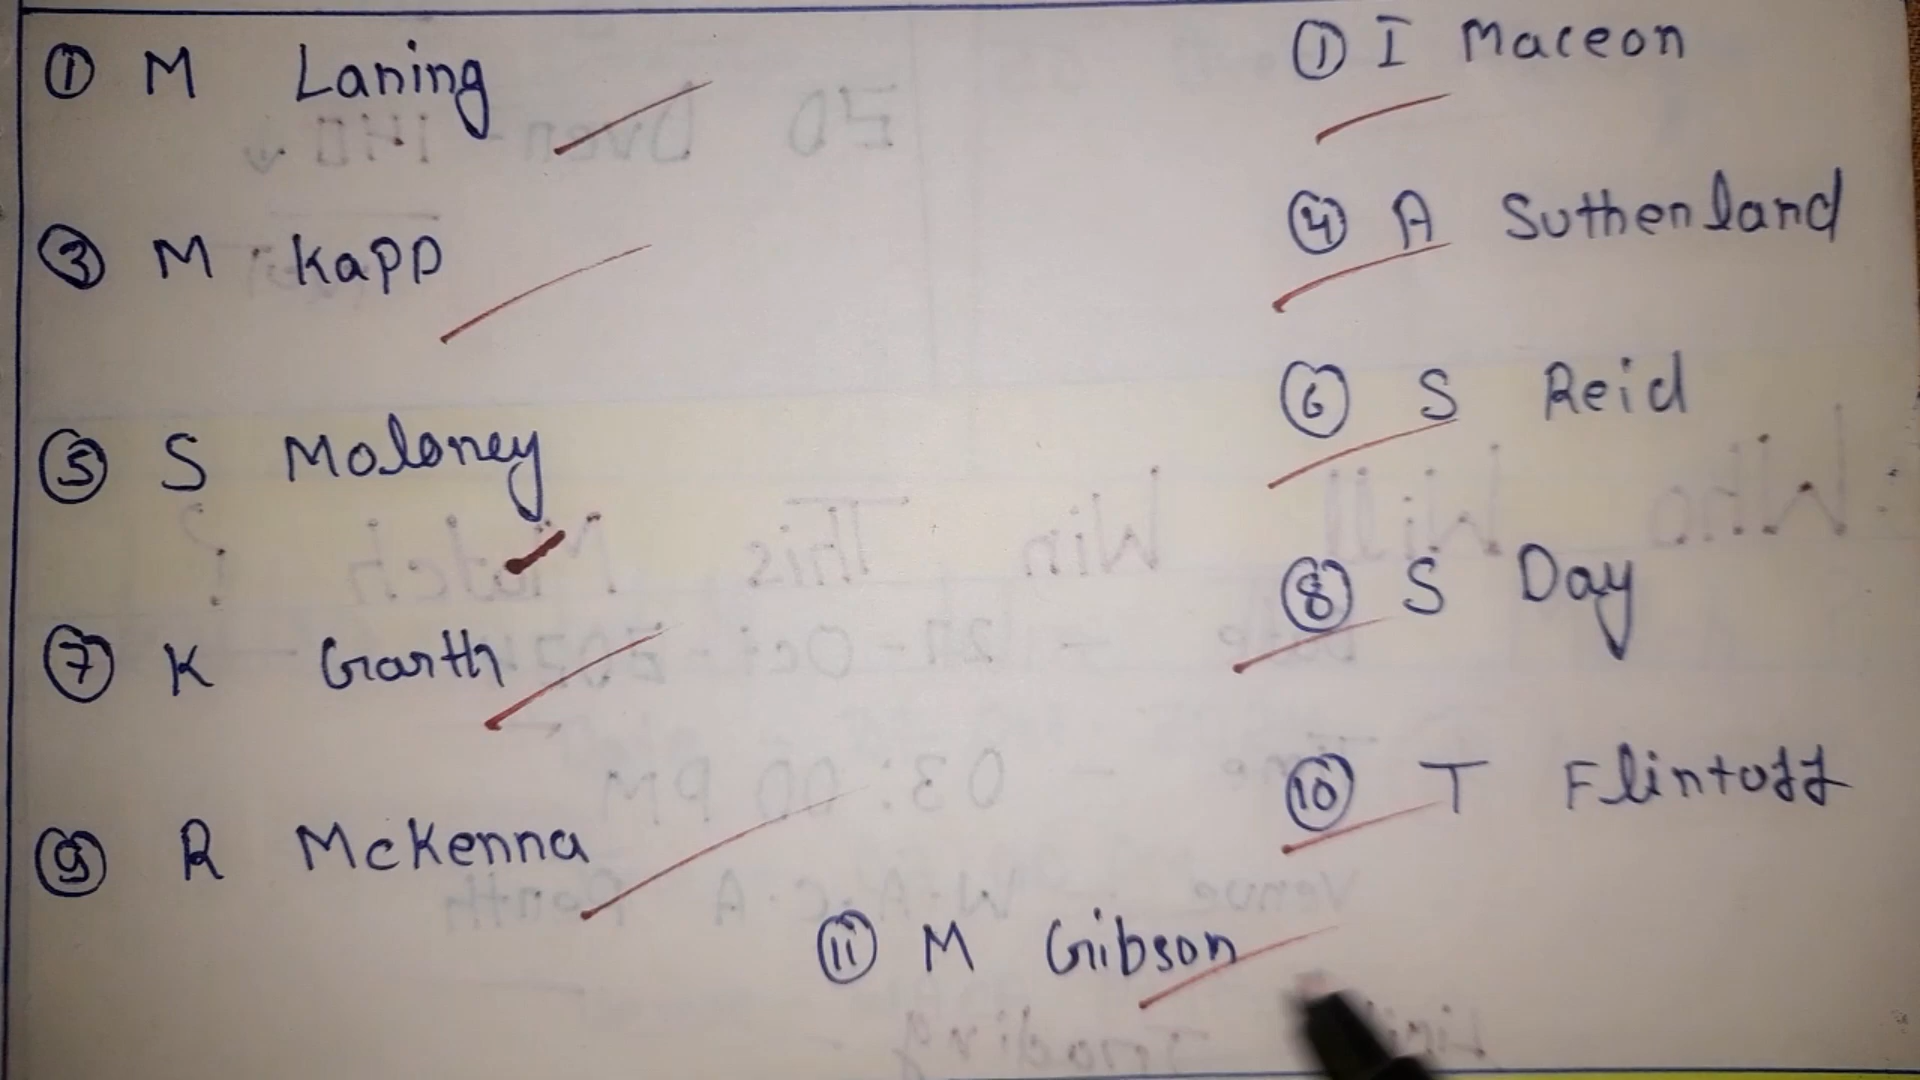 ① M Laning ① I Maceon
③ M Kapp ④ A Suthenland
⑤ S Moloney ⑥ S Reid
⑦ K Garth ⑧ S Day
⑨ R McKenna ⑩ T Flintoff
⑪ M Gibson